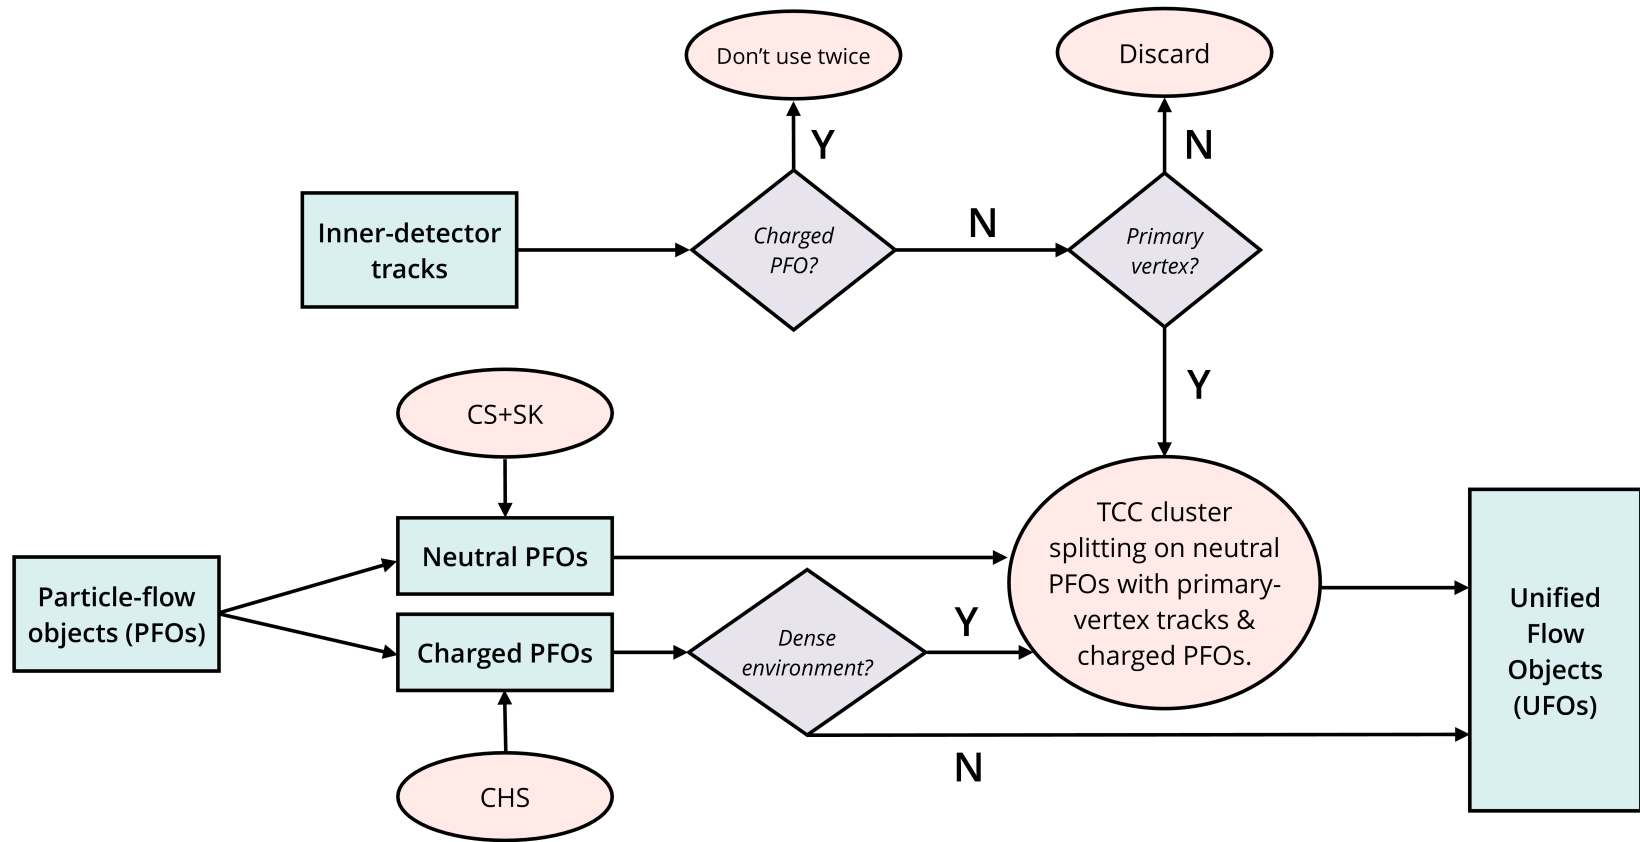 Don’t use twice
Discard
Y
N
Inner-detector
tracks
Charged
PFO?
N
Primary
vertex?
Y
CS+SK
Neutral PFOs
Particle-flow
objects (PFOs)
Charged PFOs
Dense
environment?
Y
TCC cluster
splitting on neutral
PFOs with primary-
vertex tracks &
charged PFOs.
Unified
Flow
Objects
(UFOs)
N
CHS